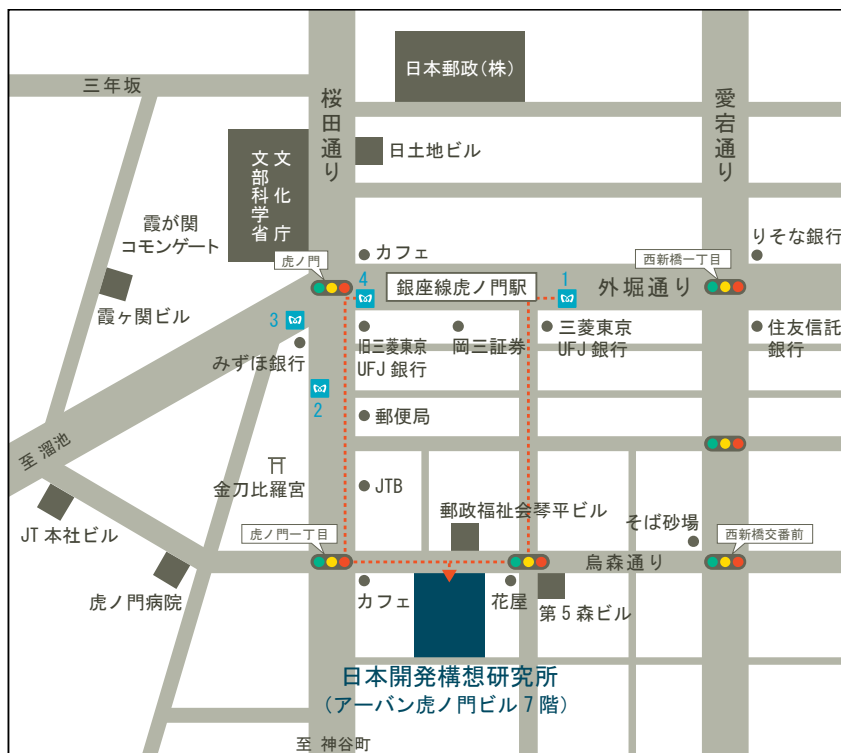 日本郵政(株)
三年坂
桜田通り
愛宕通り
日土地ビル
文化庁
文部科学省
霞が関
コモンゲート
カフェ
りそな銀行
虎ノ門
西新橋一丁目
4
銀座線虎ノ門駅
1
外堀通り
霞ヶ関ビル
3
みずほ銀行
旧三菱東京
UFJ 銀行
岡三証券
三菱東京
UFJ 銀行
住友信託
銀行
2
郵便局
至 溜池
金刀比羅宮
JTB
郵政福祉会琴平ビル
そば砂場
JT 本社ビル
虎ノ門一丁目
西新橋交番前
烏森通り
虎ノ門病院
カフェ
花屋
第 5 森ビル
日本開発構想研究所
(アーバン虎ノ門ビル 7 階)
至 神谷町